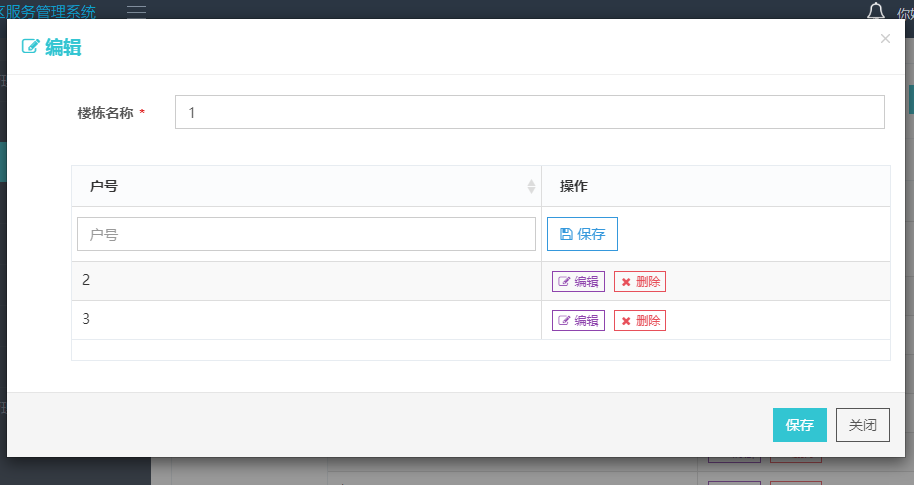 区服务管理系统
编辑
×
楼栋名称 *
1
户号 操作
户号 保存
2 编辑 删除
3 编辑 删除
保存 关闭